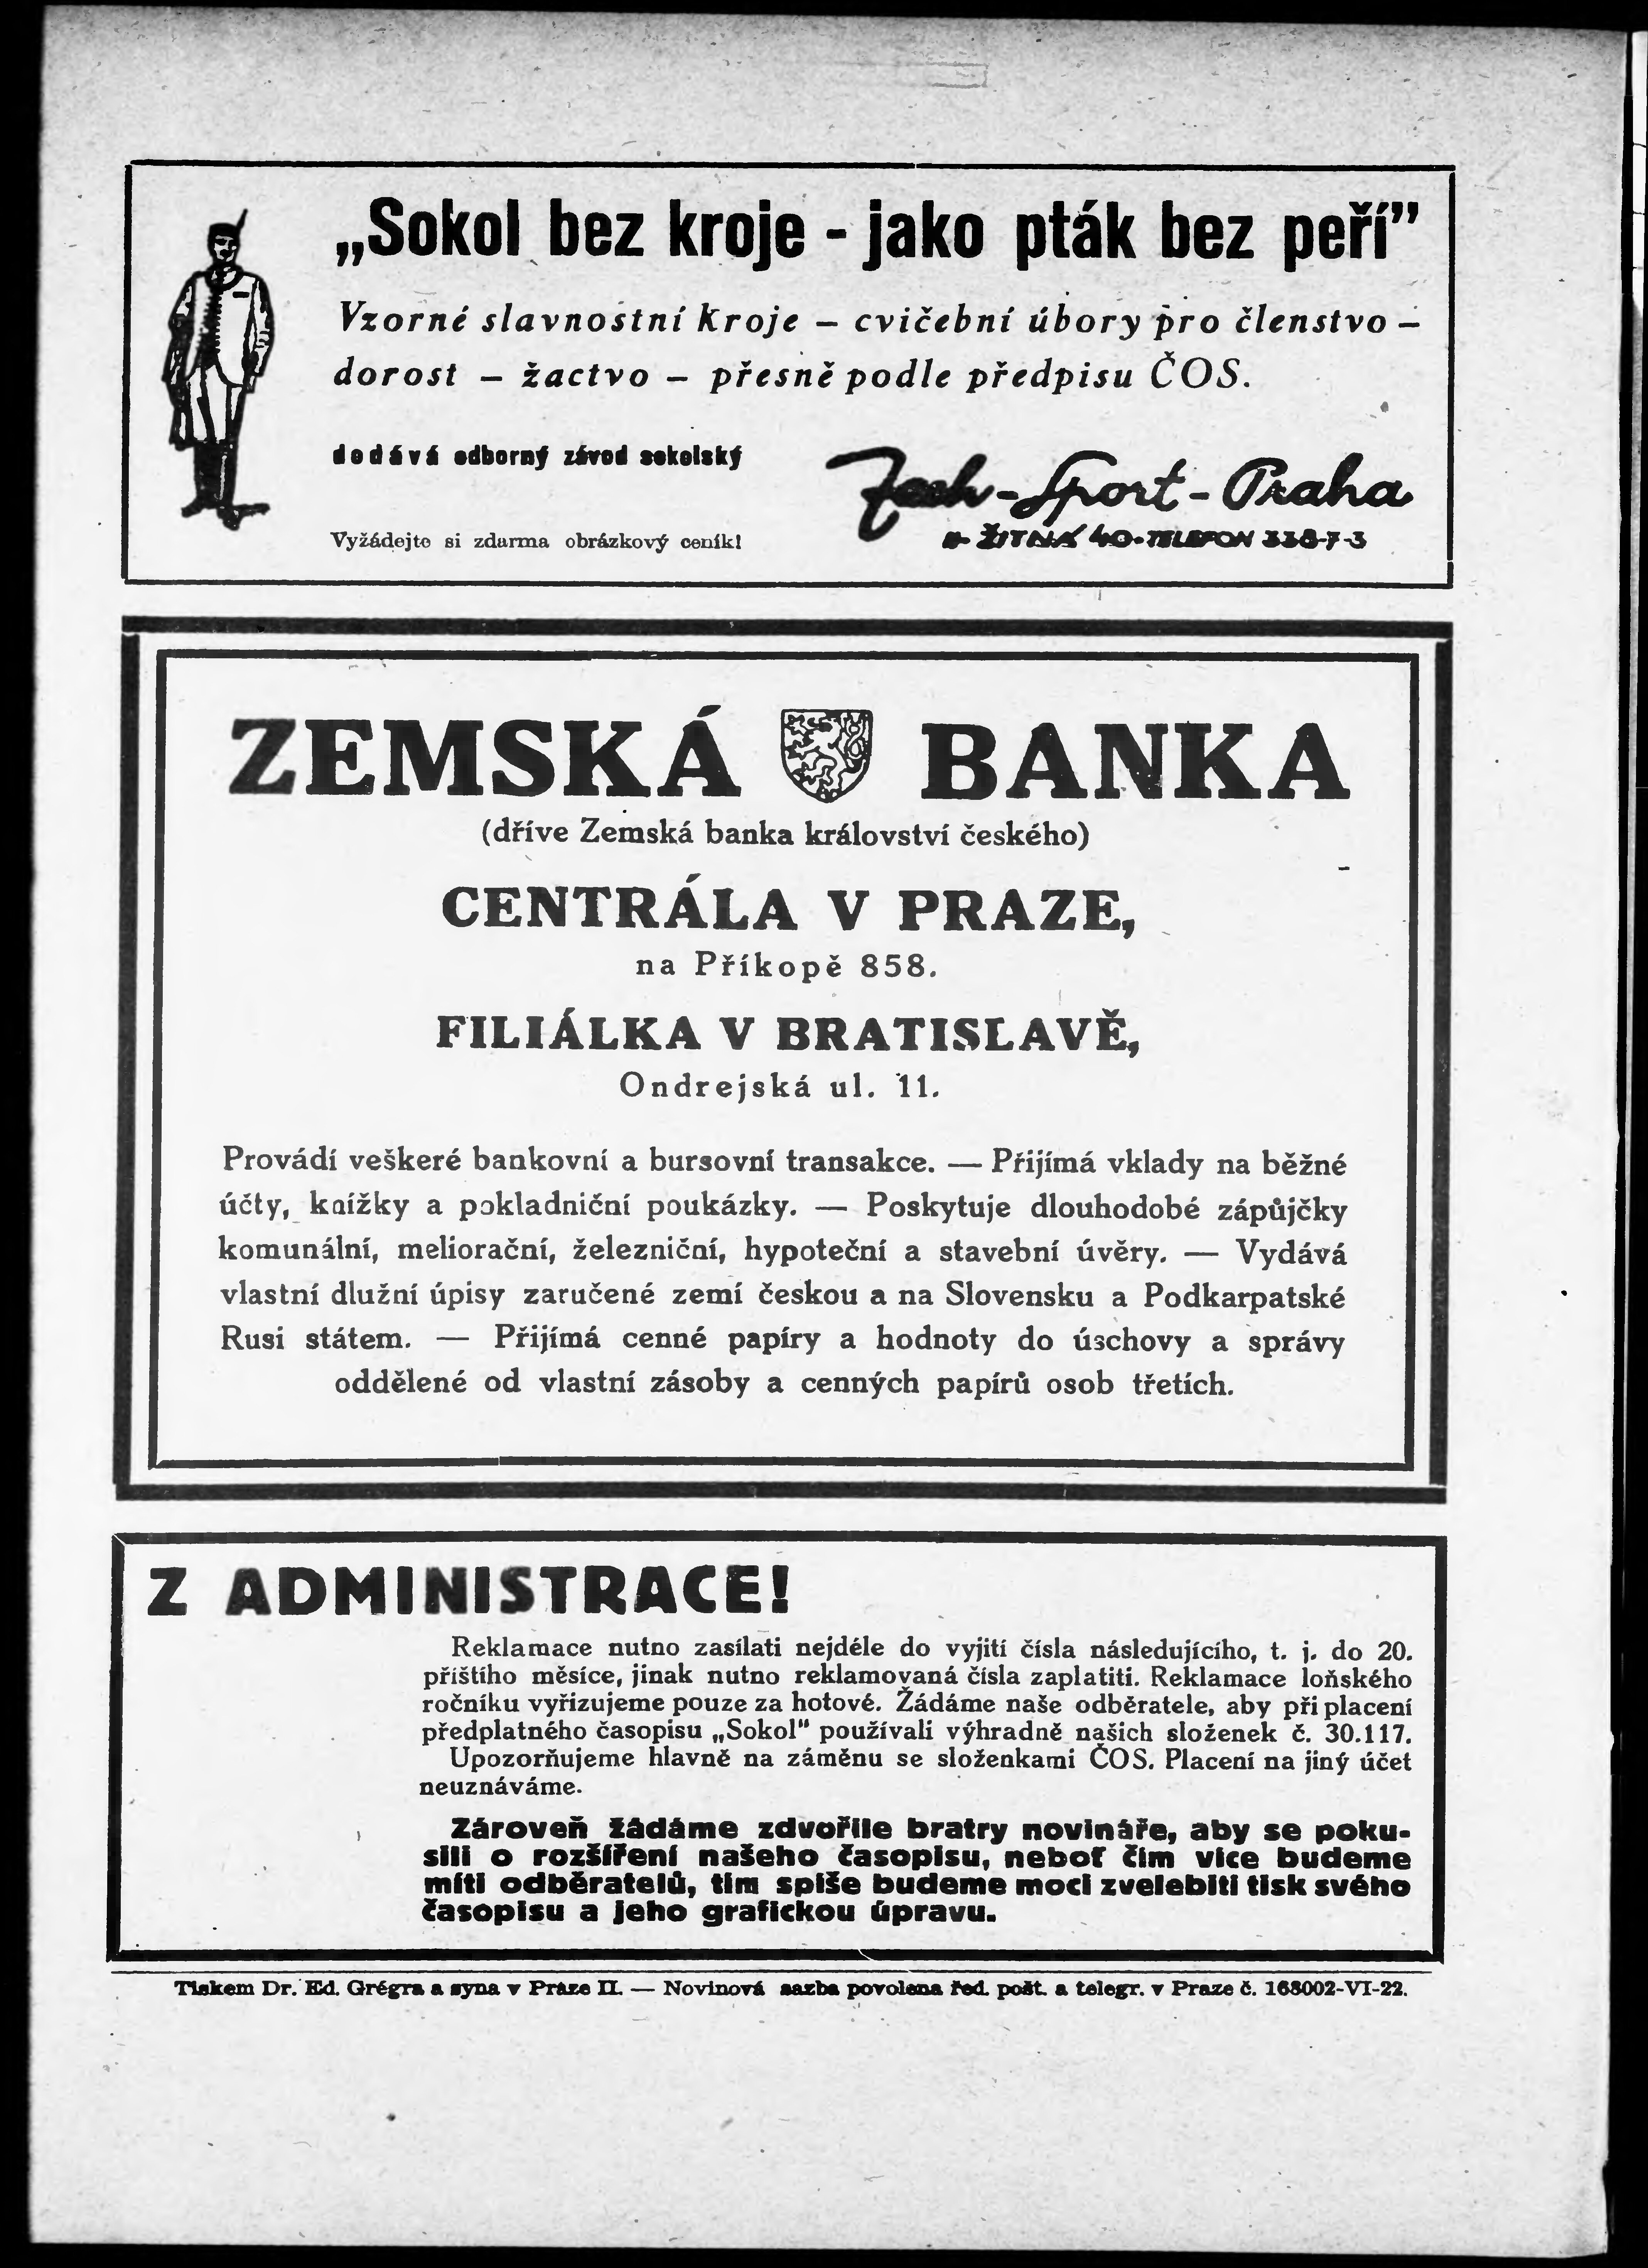 „Sokol bez kroje - jako pták bez peří”
Vzorné slavnostní kroje – cvičební úbory pro členstvo –
dorost – žactvo – přesně podle předpisu ČOS.
dodává odborný závod sokolský
-Sport-Praha
Vyžádejte si zdarma obrázkový ceník!
II- ŽITNÁ 40-TELEFON 338-7-3
ZEMSKÁ BANKA
(dříve Zemská banka království českého)
CENTRÁLA V PRAZE,
na Příkopě 858.
FILIÁLKA V BRATISLAVĚ,
Ondrejská ul. 11.
Provádí veškeré bankovní a bursovní transakce. — Přijímá vklady na běžné
účty, knížky a pokladniční poukázky. — Poskytuje dlouhodobé zápůjčky
komunální, meliorační, železniční, hypoteční a stavební úvěry. — Vydává
vlastní dlužní úpisy zaručené zemí českou a na Slovensku a Podkarpatské
Rusi státem. — Přijímá cenné papíry a hodnoty do úschovy a správy
oddělené od vlastní zásoby a cenných papírů osob třetích.
Z ADMINISTRACE!
Reklamace nutno zasílati nejdéle do vyjití čísla následujícího, t. j. do 20.
příštího měsíce, jinak nutno reklamovaná čísla zaplatiti. Reklamace loňského
ročníku vyřizujeme pouze za hotové. Žádáme naše odběratele, aby při placení
předplatného časopisu „Sokol" používali výhradně našich složenek č. 30.117.
Upozorňujeme hlavně na záměnu se složenkami ČOS. Placení na jiný účet
neuznáváme.
Zároveň žádáme zdvořile bratry novináře, aby se poku-
sili o rozšíření našeho časopisu, neboť čím více budeme
míti odběratelů, tím spíše budeme moci zvelebiti tisk svého
časopisu a jeho grafickou úpravu.
Tiskem Dr. Ed. Grégra a syna v Praze II. — Novinová sazba povolena řed. pošt. a telegr. v Praze č. 168002-VI-22.